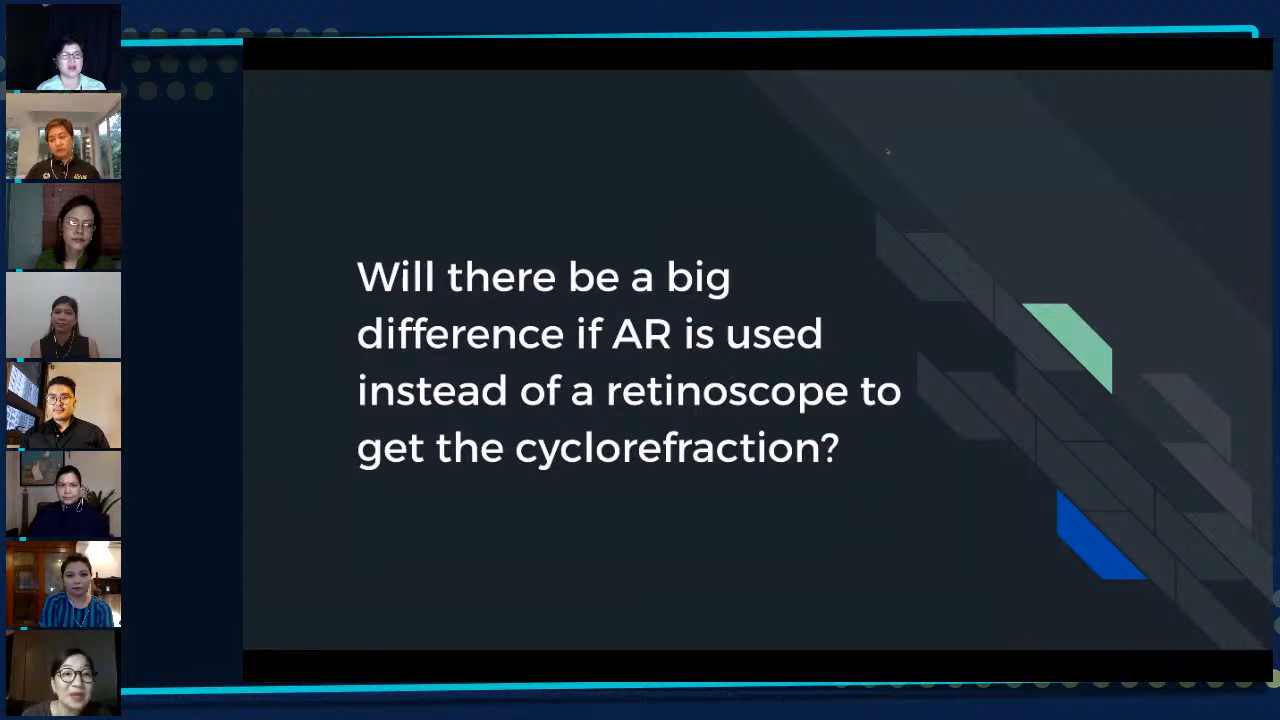 Will there be a big
difference if AR is used
instead of a retinoscope to
get the cyclorefraction?